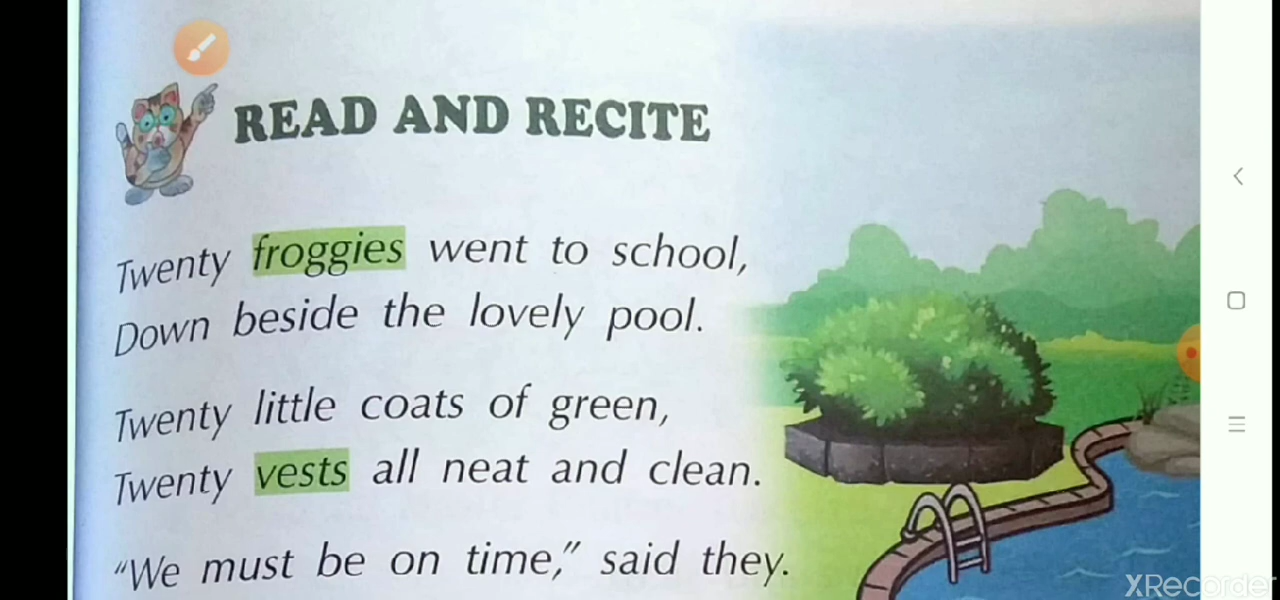 READ AND RECITE
Twenty froggies went to school,
Down beside the lovely pool.
Twenty little coats of green,
Twenty vests all neat and clean.
“We must be on time,” said they.
XRecorder